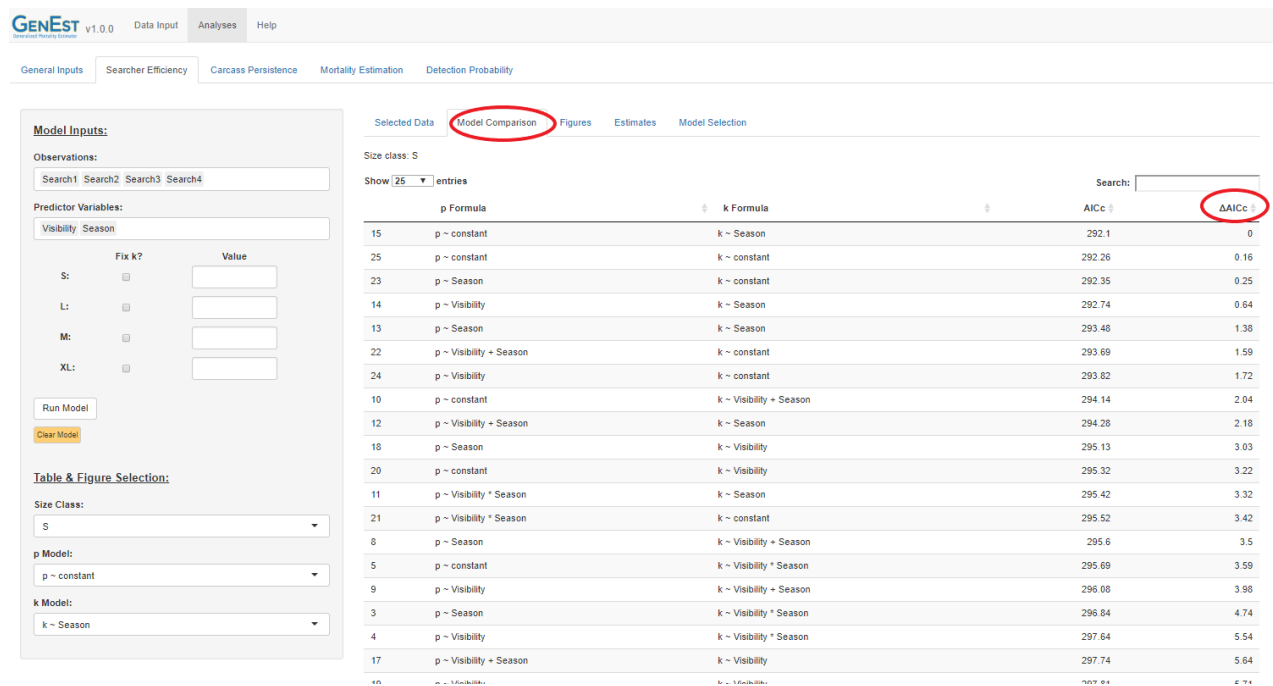 GENEST v1.0.0 Data Input Analyses Help
Generalized Mortality Estimator
General Inputs Searcher Efficiency Carcass Persistence Mortality Estimation Detection Probability
Model Inputs:
Observations:
Search1 Search2 Search3 Search4
Predictor Variables:
Visibility Season
Fix k? Value
S:
L:
M:
XL:
Run Model
Clear Model
Table & Figure Selection:
Size Class:
S
p Model:
p ~ constant
k Model:
k ~ Season
Selected Data Model Comparison Figures Estimates Model Selection
Size class: S
Show 25 entries Search:
p Formula k Formula AICc ΔAICc
15 p ~ constant k ~ Season 292.1 0
25 p ~ constant k ~ constant 292.26 0.16
23 p ~ Season k ~ constant 292.35 0.25
14 p ~ Visibility k ~ Season 292.74 0.64
13 p ~ Season k ~ Season 293.48 1.38
22 p ~ Visibility + Season k ~ constant 293.69 1.59
24 p ~ Visibility k ~ constant 293.82 1.72
10 p ~ constant k ~ Visibility + Season 294.14 2.04
12 p ~ Visibility + Season k ~ Season 294.28 2.18
18 p ~ Season k ~ Visibility 295.13 3.03
20 p ~ constant k ~ Visibility 295.32 3.22
11 p ~ Visibility * Season k ~ Season 295.42 3.32
21 p ~ Visibility * Season k ~ constant 295.52 3.42
8 p ~ Season k ~ Visibility + Season 295.6 3.5
5 p ~ constant k ~ Visibility * Season 295.69 3.59
9 p ~ Visibility k ~ Visibility + Season 296.08 3.98
3 p ~ Season k ~ Visibility * Season 296.84 4.74
4 p ~ Visibility k ~ Visibility * Season 297.64 5.54
17 p ~ Visibility + Season k ~ Visibility 297.74 5.64
19 p ~ Visibility k ~ Visibility 297.81 5.71